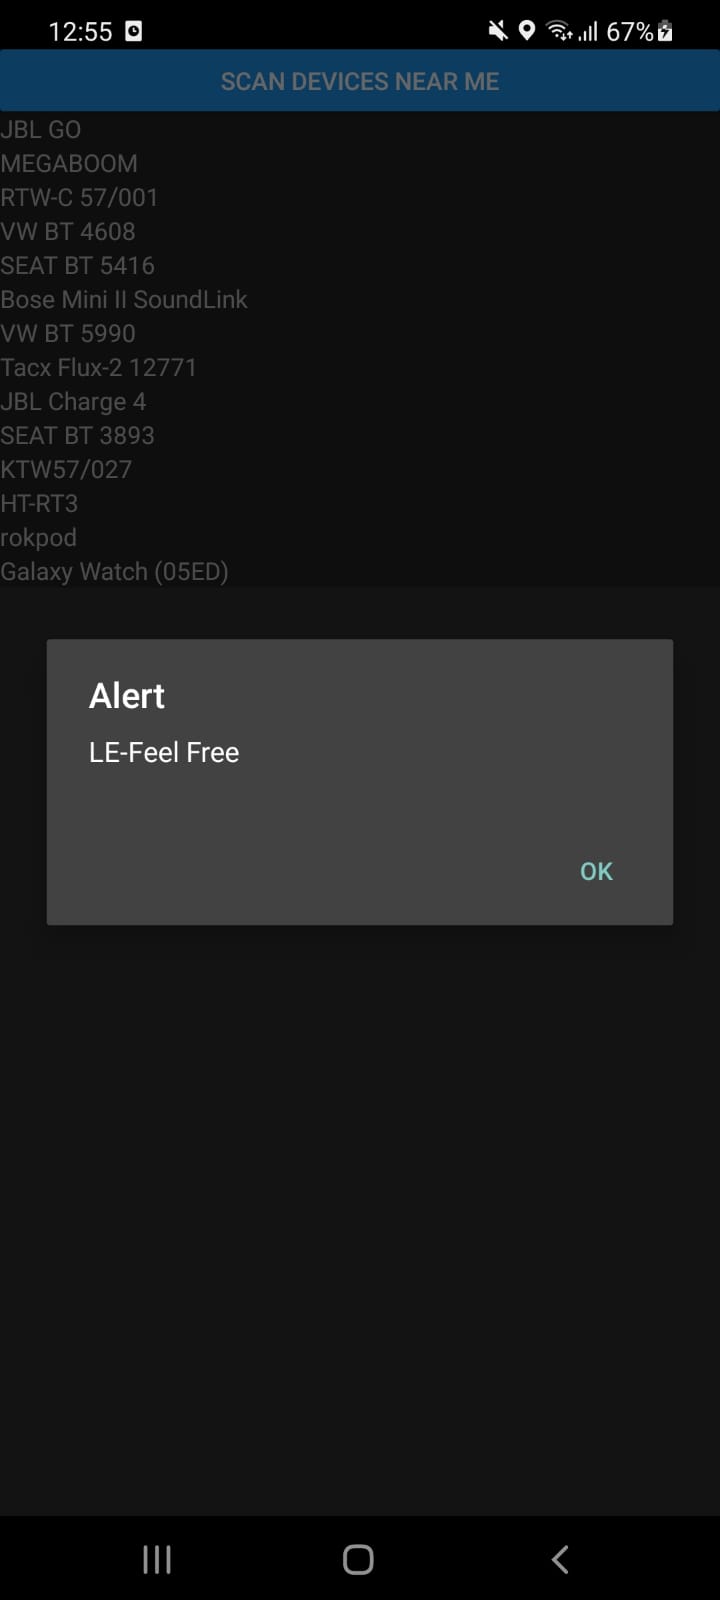 12:55 67%
SCAN DEVICES NEAR ME
JBL GO
MEGABOOM
RTW-C 57/001
VW BT 4608
SEAT BT 5416
Bose Mini II SoundLink
VW BT 5990
Tacx Flux-2 12771
JBL Charge 4
SEAT BT 3893
KTW57/027
HT-RT3
rokpod
Galaxy Watch (05ED)
Alert
LE-Feel Free
OK